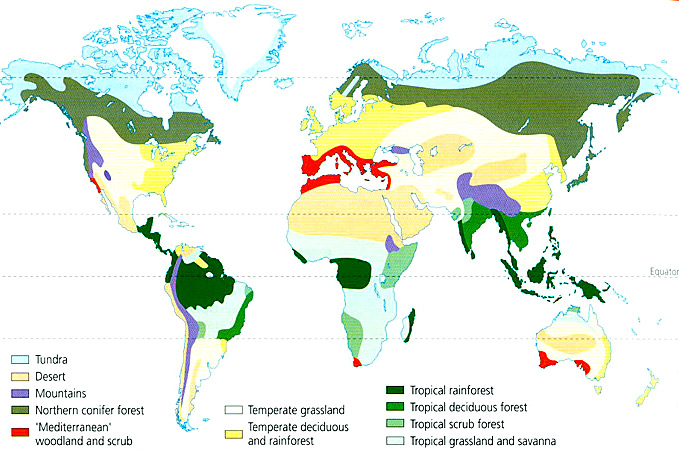 Equator
Tundra
Desert
Mountains
Northern conifer forest
'Mediterranean'
woodland and scrub
Temperate grassland
Temperate deciduous
and rainforest
Tropical rainforest
Tropical deciduous forest
Tropical scrub forest
Tropical grassland and savanna